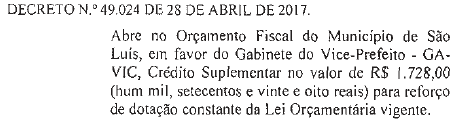 DECRETO N.º 49.024 DE 28 DE ABRIL DE 2017.
Abre no Orçamento Fiscal do Município de São
Luís, em favor do Gabinete do Vice-Prefeito - GA-
VIC, Crédito Suplementar no valor de R$ 1.728,00
(hum mil, setecentos e vinte e oito reais) para reforço
de dotação constante da Lei Orçamentária vigente.